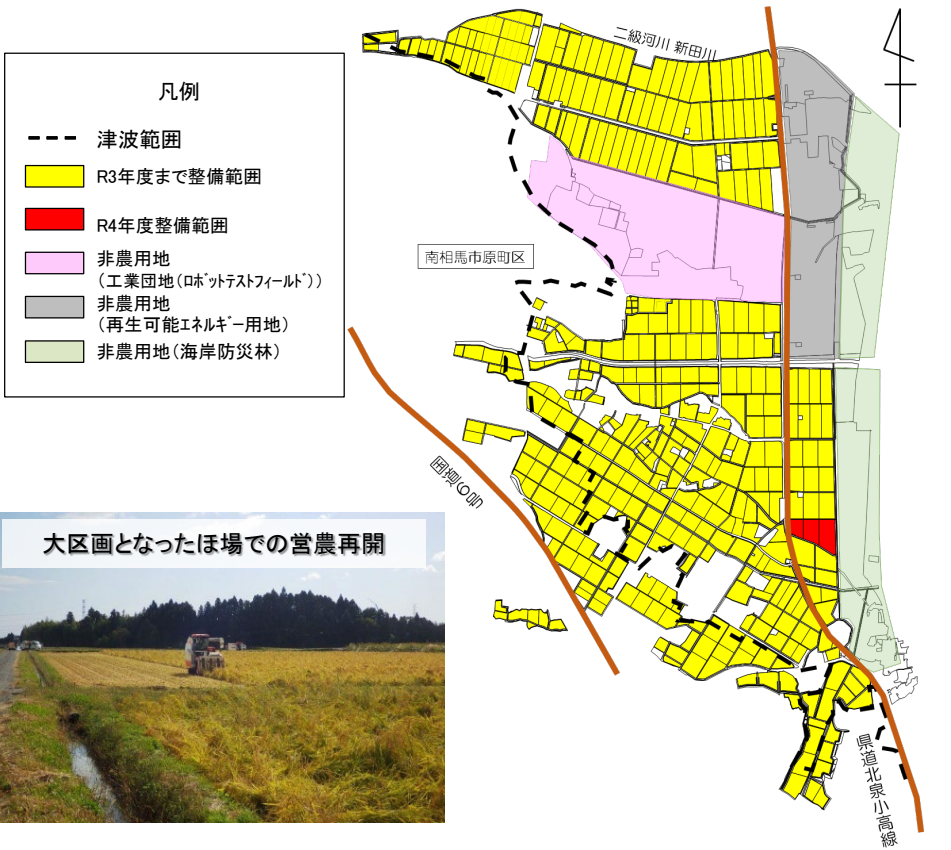 凡例
津波範囲
R3年度まで整備範囲
R4年度整備範囲
非農用地
(工業団地(ﾛﾎﾞｯﾄﾃｽﾄﾌｨｰﾙﾄﾞ))
非農用地
(再生可能ｴﾈﾙｷﾞｰ用地)
非農用地(海岸防災林)
二級河川 新田川
南相馬市原町区
国道6号
県道北泉小高線
大区画となったほ場での営農再開